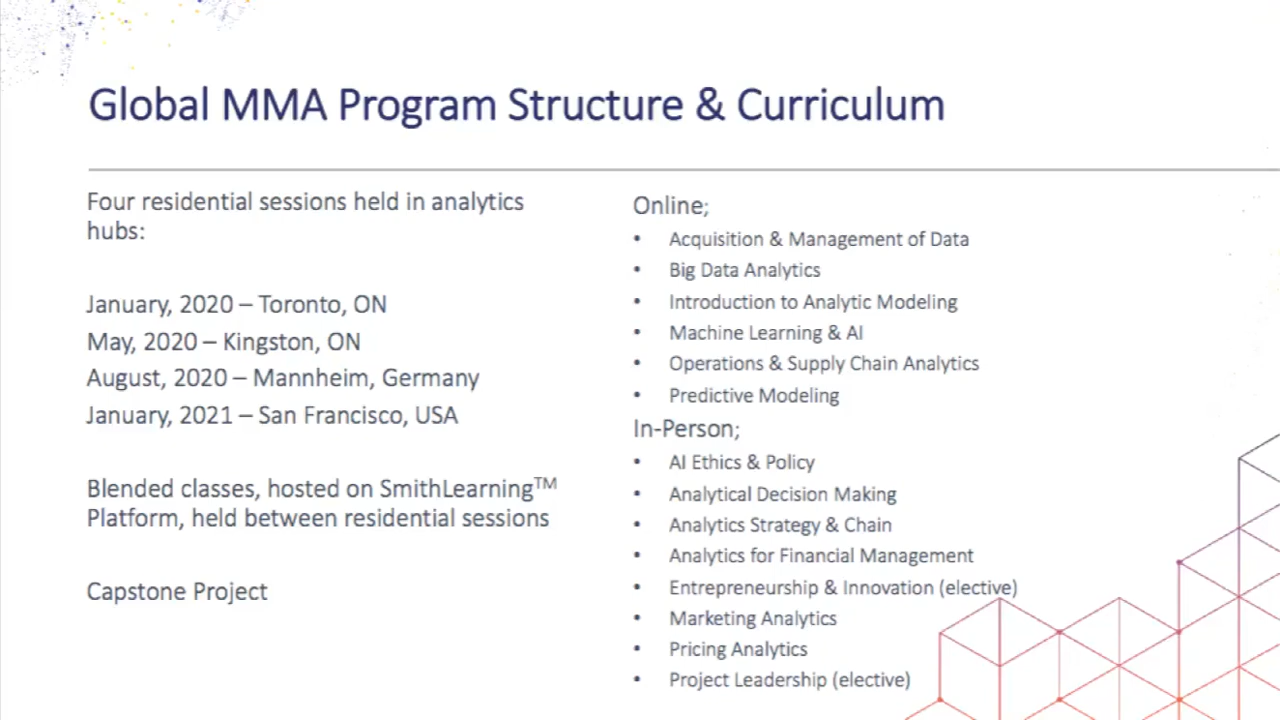 Global MMA Program Structure & Curriculum
Four residential sessions held in analytics
hubs:
January, 2020 – Toronto, ON
May, 2020 – Kingston, ON
August, 2020 – Mannheim, Germany
January, 2021 – San Francisco, USA
Blended classes, hosted on SmithLearning™
Platform, held between residential sessions
Capstone Project
Online;
• Acquisition & Management of Data
• Big Data Analytics
• Introduction to Analytic Modeling
• Machine Learning & AI
• Operations & Supply Chain Analytics
• Predictive Modeling
In-Person;
• AI Ethics & Policy
• Analytical Decision Making
• Analytics Strategy & Chain
• Analytics for Financial Management
• Entrepreneurship & Innovation (elective)
• Marketing Analytics
• Pricing Analytics
• Project Leadership (elective)